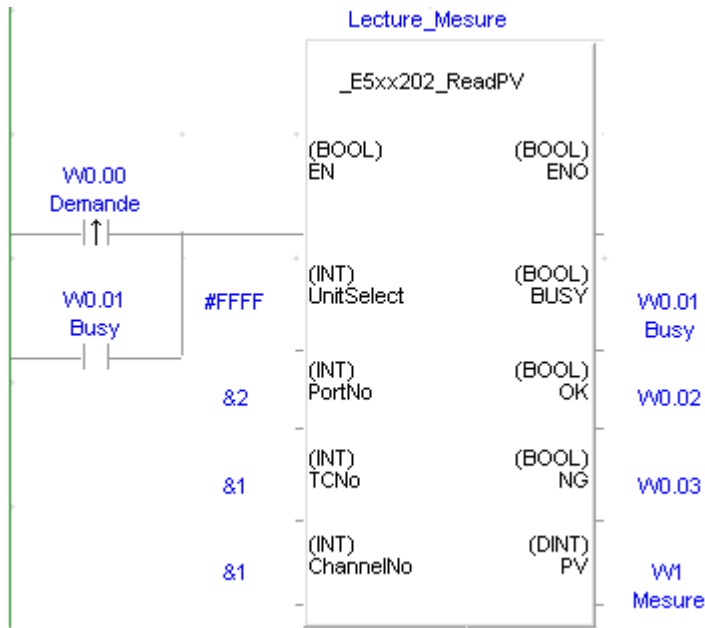 Lecture_Mesure
_E5xx202_ReadPV
(BOOL) (BOOL)
EN ENO
W0.00
Demande
(INT) (BOOL)
#FFFF UnitSelect BUSY W0.01
Busy
W0.01
Busy
(INT) (BOOL)
&2 PortNo OK W0.02
(INT) (BOOL)
&1 TCNo NG W0.03
(INT) (DINT)
&1 ChannelNo PV W1
Mesure